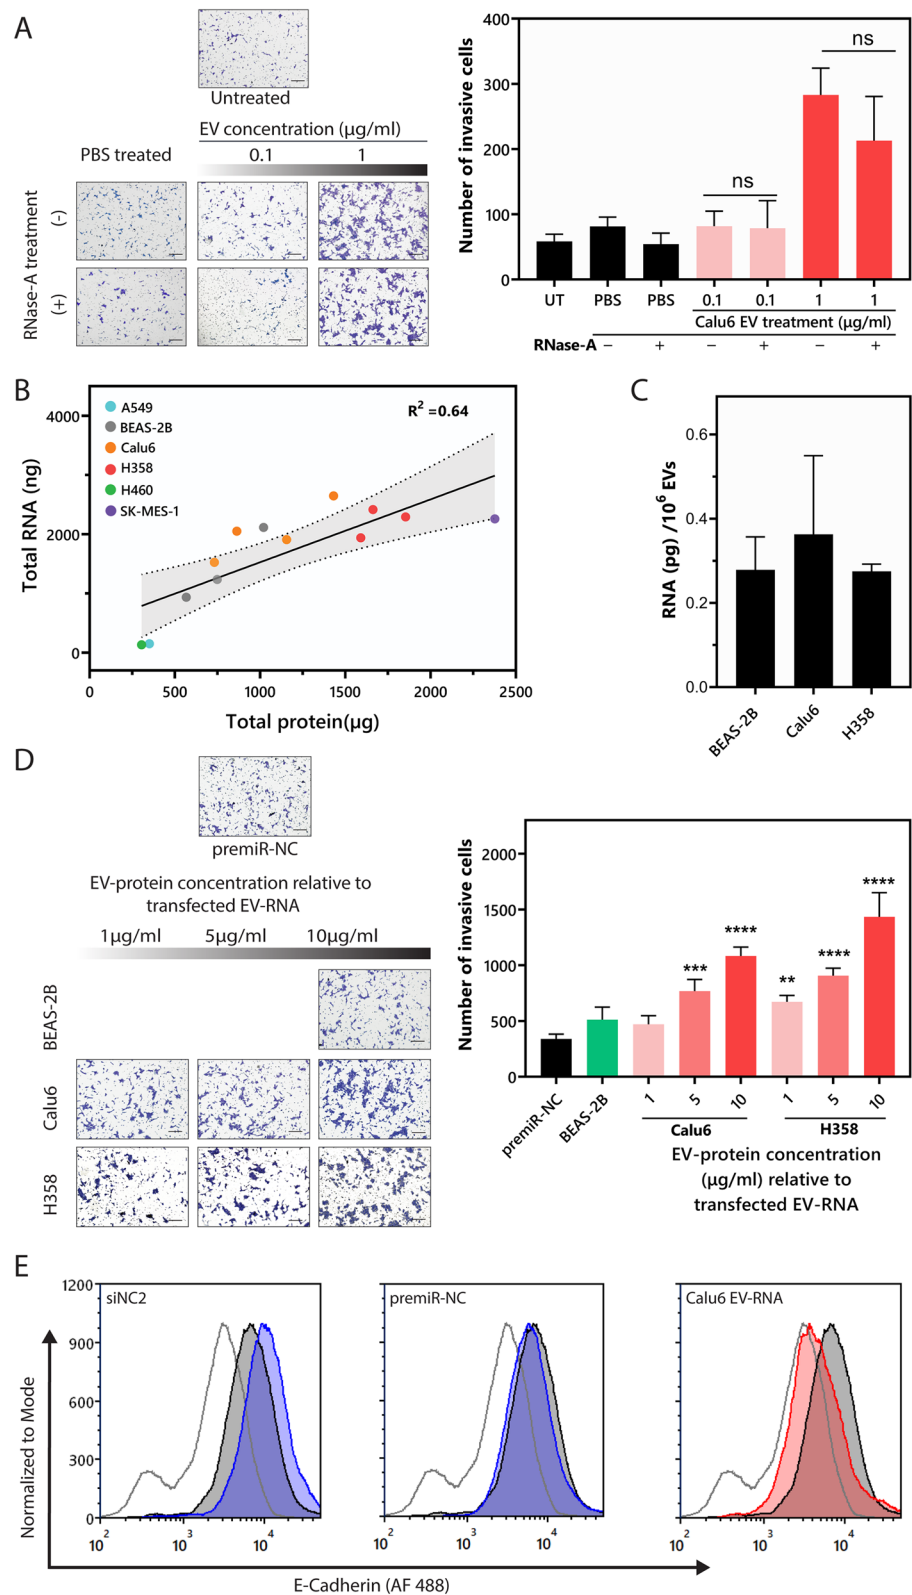 A
Untreated
EV concentration (µg/ml)
PBS treated
0.1
1
RNase-A treatment
(-)
(+)
Number of invasive cells
400
300
200
100
0
ns
ns
UT
PBS
PBS
0.1
0.1
1
1
Calu6 EV treatment (µg/ml)
RNase-A
−
+
−
+
−
+
B
Total RNA (ng)
4000
2000
0
A549
BEAS-2B
Calu6
H358
H460
SK-MES-1
R² =0.64
0
500
1000
1500
2000
2500
Total protein(µg)
C
RNA (pg) /10⁶ EVs
0.6
0.4
0.2
0.0
BEAS-2B
Calu6
H358
D
premiR-NC
EV-protein concentration relative to
transfected EV-RNA
1µg/ml
5µg/ml
10µg/ml
BEAS-2B
Calu6
H358
Number of invasive cells
2000
1500
1000
500
0
***
****
**
****
****
premiR-NC
BEAS-2B
1
5
10
1
5
10
Calu6
H358
EV-protein concentration
(µg/ml) relative to
transfected EV-RNA
E
Normalized to Mode
1200
900
600
300
0
siNC2
premiR-NC
Calu6 EV-RNA
10²
10³
10⁴
10²
10³
10⁴
10²
10³
10⁴
E-Cadherin (AF 488)